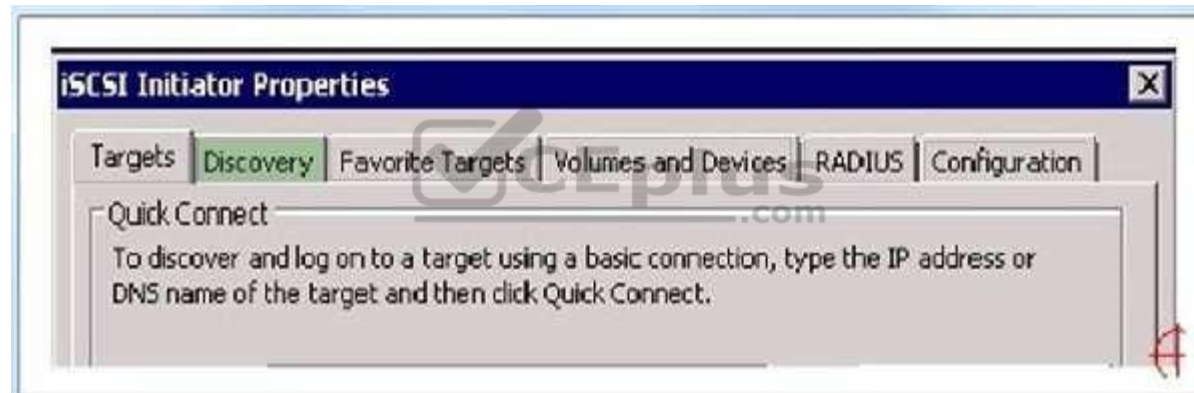 iSCSI Initiator Properties
Targets Discovery Favorite Targets Volumes and Devices RADIUS Configuration
CEplus
.com
Quick Connect
To discover and log on to a target using a basic connection, type the IP address or
DNS name of the target and then click Quick Connect.